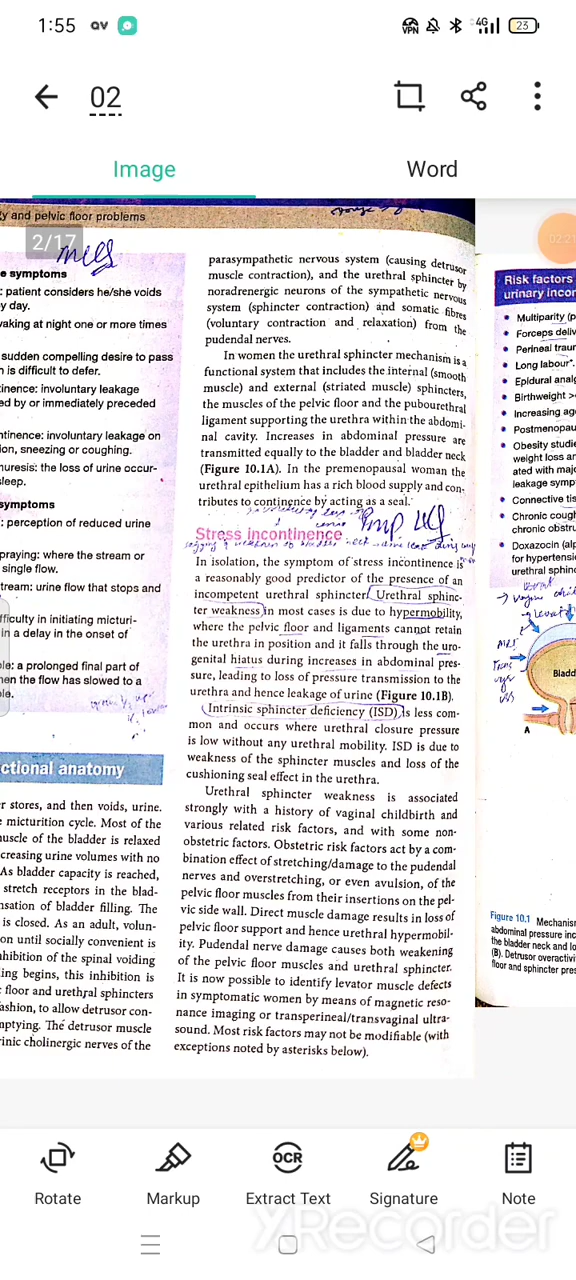 1:55
QV
VPN
4G
23
02
Image
Word
gy and pelvic floor problems
2/17
mcqs
02:2
e symptoms
: patient considers he/she voids
y day.
vaking at night one or more times
sudden compelling desire to pass
n is difficult to defer.
tinence: involuntary leakage
ed by or immediately preceded
ntinence: involuntary leakage on
ion, sneezing or coughing.
nuresis: the loss of urine occur-
sleep.
symptoms
: perception of reduced urine
praying: where the stream or
single flow.
tream: urine flow that stops and
fficulty in initiating mictu-
in a delay in the onset of
le: a prolonged final part of
hen the flow has slowed to a
le.
ctional anatomy
r stores, and then voids, urine.
e micturition cycle. Most of the
nuscle of the bladder is relaxed
creasing urine volumes with no
As bladder capacity is reached,
stretch receptors in the blad-
nsation of bladder filling. The
is closed. As an adult, volun-
on until socially convenient is
nhibition of the spinal voiding
ing begins, this inhibition is
floor and urethral sphincters
fashion, to allow detrusor con-
mptying. The detrusor muscle
rinic cholinergic nerves of the
parasympathetic nervous system (causing detrusor
muscle contraction), and the urethral sphincter by
noradrenergic neurons of the sympathetic nervous
system (sphincter contraction) and somatic fibres
(voluntary contraction and relaxation) from the
pudendal nerves.
In women the urethral sphincter mechanism is a
functional system that includes the internal (smooth
muscle) and external (striated muscle) sphincters,
the muscles of the pelvic floor and the pubourethral
ligament supporting the urethra within the abdomi-
nal cavity. Increases in abdominal pressure are
transmitted equally to the bladder and bladder neck
(Figure 10.1A). In the premenopausal woman the
urethral epithelium has a rich blood supply and con-
tributes to continence by acting as a seal.
Stress incontinence
In isolation, the symptom of stress incontinence is
a reasonably good predictor of the presence of an
incompetent urethral sphincter. Urethral sphinc-
ter weakness in most cases is due to hypermobility,
where the pelvic floor and ligaments cannot retain
the urethra in position and it falls through the uro-
genital hiatus during increases in abdominal pres-
sure, leading to loss of pressure transmission to the
urethra and hence leakage of urine (Figure 10.1B).
Intrinsic sphincter deficiency (ISD) is less com-
mon and occurs where urethral closure pressure
is low without any urethral mobility. ISD is due to
weakness of the sphincter muscles and loss of the
cushioning seal effect in the urethra.
Urethral sphincter weakness is associated
strongly with a history of vaginal childbirth and
various related risk factors, and with some non-
obstetric factors. Obstetric risk factors act by a com-
bination effect of stretching/damage to the pudendal
nerves and overstretching, or even avulsion, of the
pelvic floor muscles from their insertions on the pel-
vic side wall. Direct muscle damage results in loss of
pelvic floor support and hence urethral hypermobil-
ity. Pudendal nerve damage causes both weakening
of the pelvic floor muscles and urethral sphincter.
It is now possible to identify levator muscle defects
in symptomatic women by means of magnetic reso-
nance imaging or transperineal/transvaginal ultra-
sound. Most risk factors may not be modifiable (with
exceptions noted by asterisks below).
Risk factors
urinary incor
• Multiparity (p
• Forceps deliv
• Perineal traur
• Long labour*.
• Epidural analg
• Birthweight >
• Increasing age
• Postmenopau
• Obesity studie
weight loss an
ated with majo
leakage symp
• Connective tis
• Chronic cough
chronic obstru
• Doxazocin (alp
for hypertensio
urethral sphinc
Bladd
A
Figure 10.1 Mechanism
abdominal pressure inc
the bladder neck and lo
(B). Detrusor overactivit
floor and sphincter pres
Rotate
Markup
OCR
Extract Text
Signature
Note
XRecorder